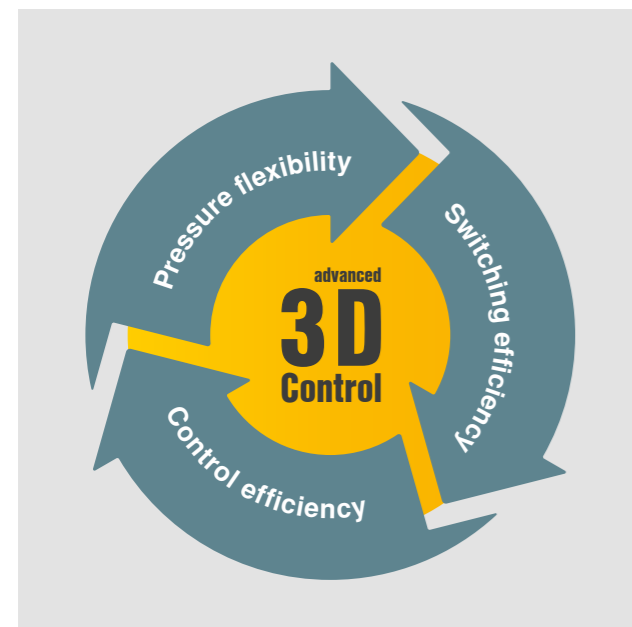 Pressure flexibility
Switching efficiency
advanced
3D
Control
Control efficiency